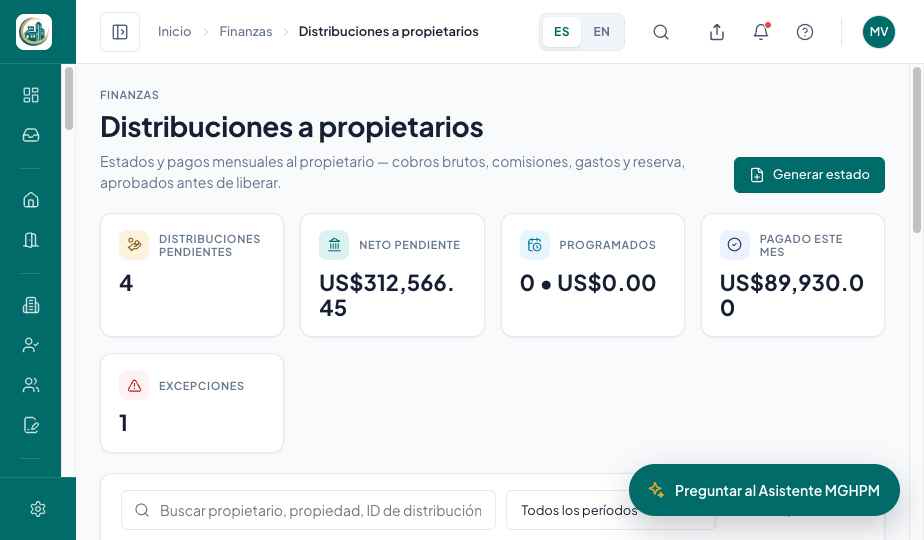 Inicio
Finanzas
Distribuciones a propietarios
ES
EN
MV
FINANZAS
Distribuciones a propietarios
Estados y pagos mensuales al propietario — cobros brutos, comisiones, gastos y reserva,
aprobados antes de liberar.
Generar estado
DISTRIBUCIONES
PENDIENTES
4
NETO PENDIENTE
US$312,566.
45
PROGRAMADOS
0 • US$0.00
PAGADO ESTE
MES
US$89,930.0
0
EXCEPCIONES
1
Buscar propietario, propiedad, ID de distribución
Todos los períodos
Preguntar al Asistente MGHPM